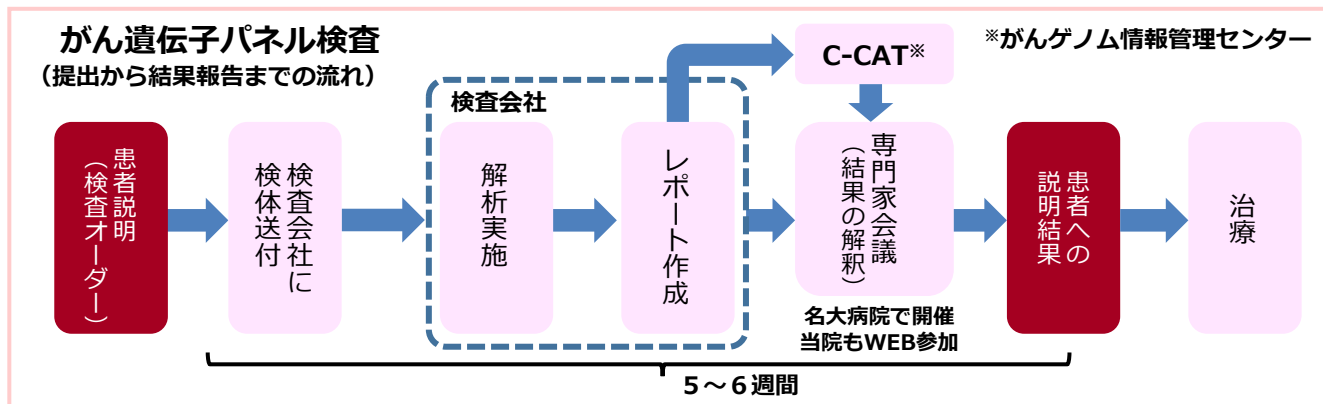 がん遺伝子パネル検査
（提出から結果報告までの流れ）
C-CAT※
※がんゲノム情報管理センター
検査会社
患者説明
（検査オーダー）
検査会社に
検体送付
解析実施
レポート作成
専門家会議
（結果の解釈）
患者への
説明結果
治療
名大病院で開催
当院もWEB参加
５～６週間